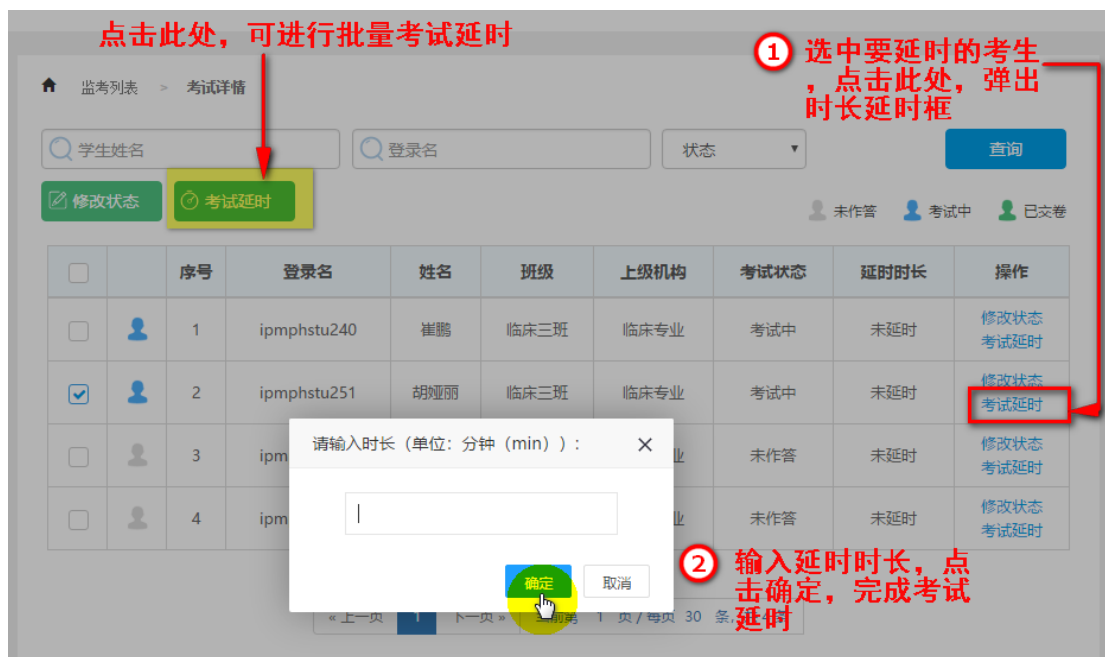 点击此处，可进行批量考试延时
① 选中要延时的考生
，点击此处，弹出
时长延时框
监考列表 > 考试详情
学生姓名 登录名 状态 查询
修改状态 考试延时
未作答 考试中 已交卷
序号 登录名 姓名 班级 上级机构 考试状态 延时时长 操作
1 ipmphstu240 崔鹏 临床三班 临床专业 考试中 未延时 修改状态
考试延时
2 ipmphstu251 胡娅丽 临床三班 临床专业 考试中 未延时 修改状态
考试延时
请输入时长（单位：分钟（min））：
3 ipm 业 未作答 未延时 修改状态
考试延时
4 ipm 业 未作答 未延时 修改状态
考试延时
确定 取消
② 输入延时时长，点
击确定，完成考试
延时
« 上一页 1 下一页 » 当前第 1 页/每页 30 条,